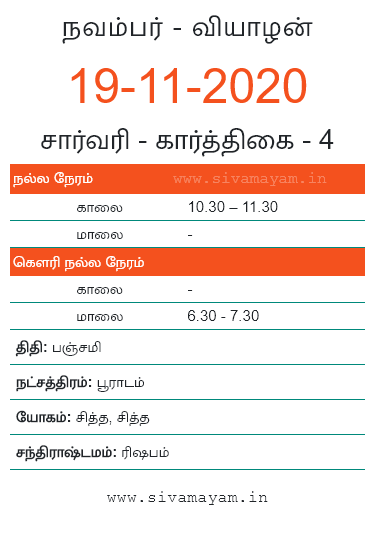 நவம்பர் - வியாழன்
19-11-2020
சார்வரி - கார்த்திகை - 4
நல்ல நேரம் www.sivamayam.in
காலை 10.30 – 11.30
மாலை -
கௌரி நல்ல நேரம்
காலை -
மாலை 6.30 - 7.30
திதி: பஞ்சமி
நட்சத்திரம்: பூராடம்
யோகம்: சித்த, சித்த
சந்திராஷ்டமம்: ரிஷபம்
www.sivamayam.in